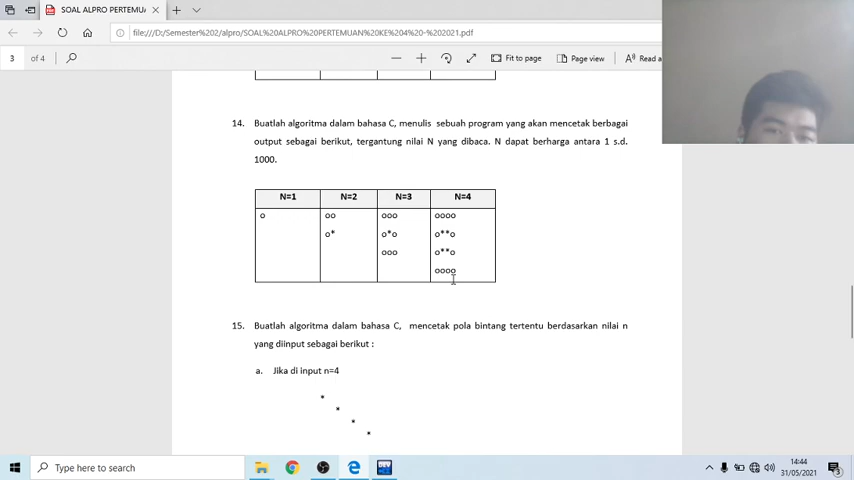 SOAL ALPRO PERTEMUA
file:///D:/Semester%202/alpro/SOAL%20ALPRO%20PERTEMUAN%20KE%204%20-%202021.pdf
3 of 4
Fit to page
Page view
Read a
14. Buatlah algoritma dalam bahasa C, menulis sebuah program yang akan mencetak berbagai
output sebagai berikut, tergantung nilai N yang dibaca. N dapat berharga antara 1 s.d.
1000.
N=1 N=2 N=3 N=4
o oo ooo oooo
o* o*o o**o
ooo o**o
oooo
15. Buatlah algoritma dalam bahasa C, mencetak pola bintang tertentu berdasarkan nilai n
yang diinput sebagai berikut :
a. Jika di input n=4
*
*
*
*
Type here to search
14:44
31/05/2021
3